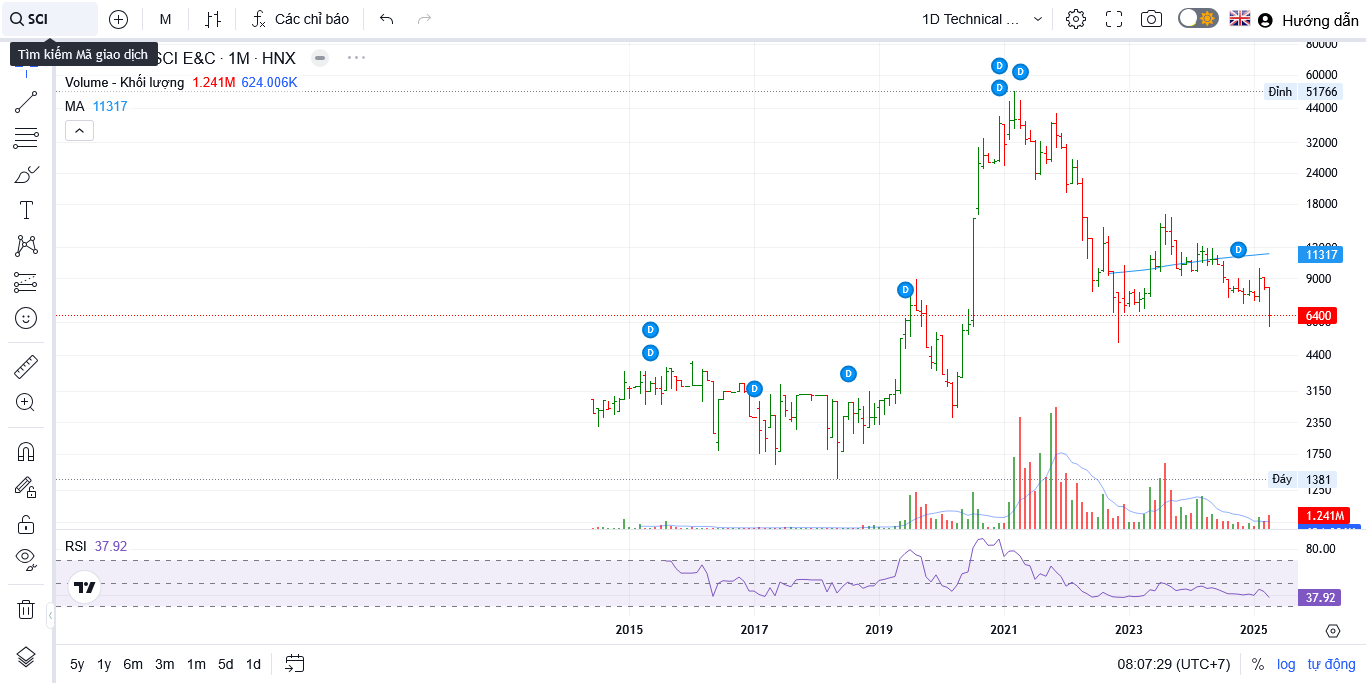 SCI
M
Các chỉ báo
1D Technical ...
Hướng dẫn
Tìm kiếm Mã giao dịch
SCI E&C · 1M · HNX
Volume - Khối lượng 1.241M 624.006K
MA 11317
80000
60000
Đỉnh 51766
44000
32000
24000
18000
11317
9000
6400
4400
3150
2350
1750
Đáy 1381
1250
1.241M
RSI 37.92
80.00
37.92
D
D
D
D
D
D
D
D
D
2015
2017
2019
2021
2023
2025
5y 1y 6m 3m 1m 5d 1d
08:07:29 (UTC+7) % log tự động